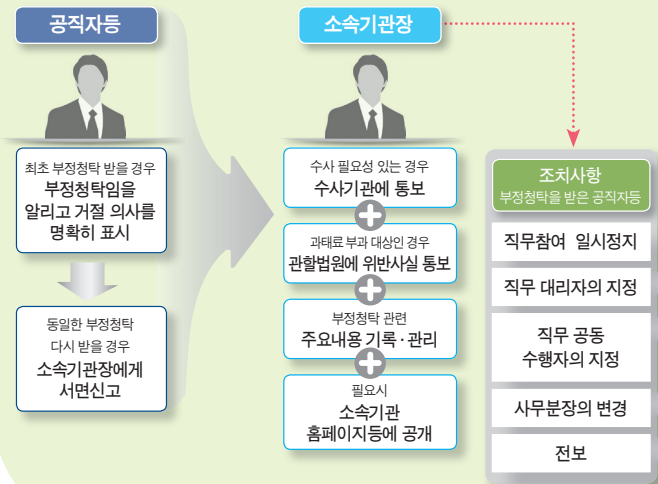 공직자등
최초 부정청탁 받을 경우
부정청탁임을
알리고 거절 의사를
명확히 표시
동일한 부정청탁
다시 받을 경우
소속기관장에게
서면신고
소속기관장
수사 필요성 있는 경우
수사기관에 통보
과태료 부과 대상인 경우
관할법원에 위반사실 통보
부정청탁 관련
주요내용 기록·관리
필요시
소속기관
홈페이지등에 공개
조치사항
부정청탁을 받은 공직자등
직무참여 일시정지
직무 대리자의 지정
직무 공동
수행자의 지정
사무분장의 변경
전보